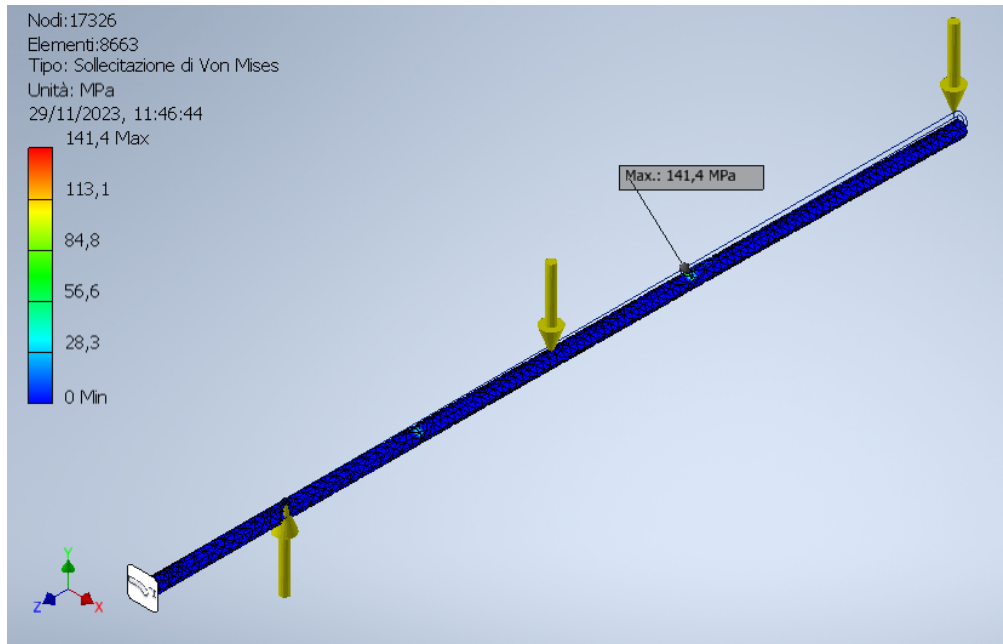 Nodi:17326
Elementi:8663
Tipo: Sollecitazione di Von Mises
Unità: MPa
29/11/2023, 11:46:44
141,4 Max
113,1
84,8
56,6
28,3
0 Min
Max.: 141,4 MPa
Y
Z
X